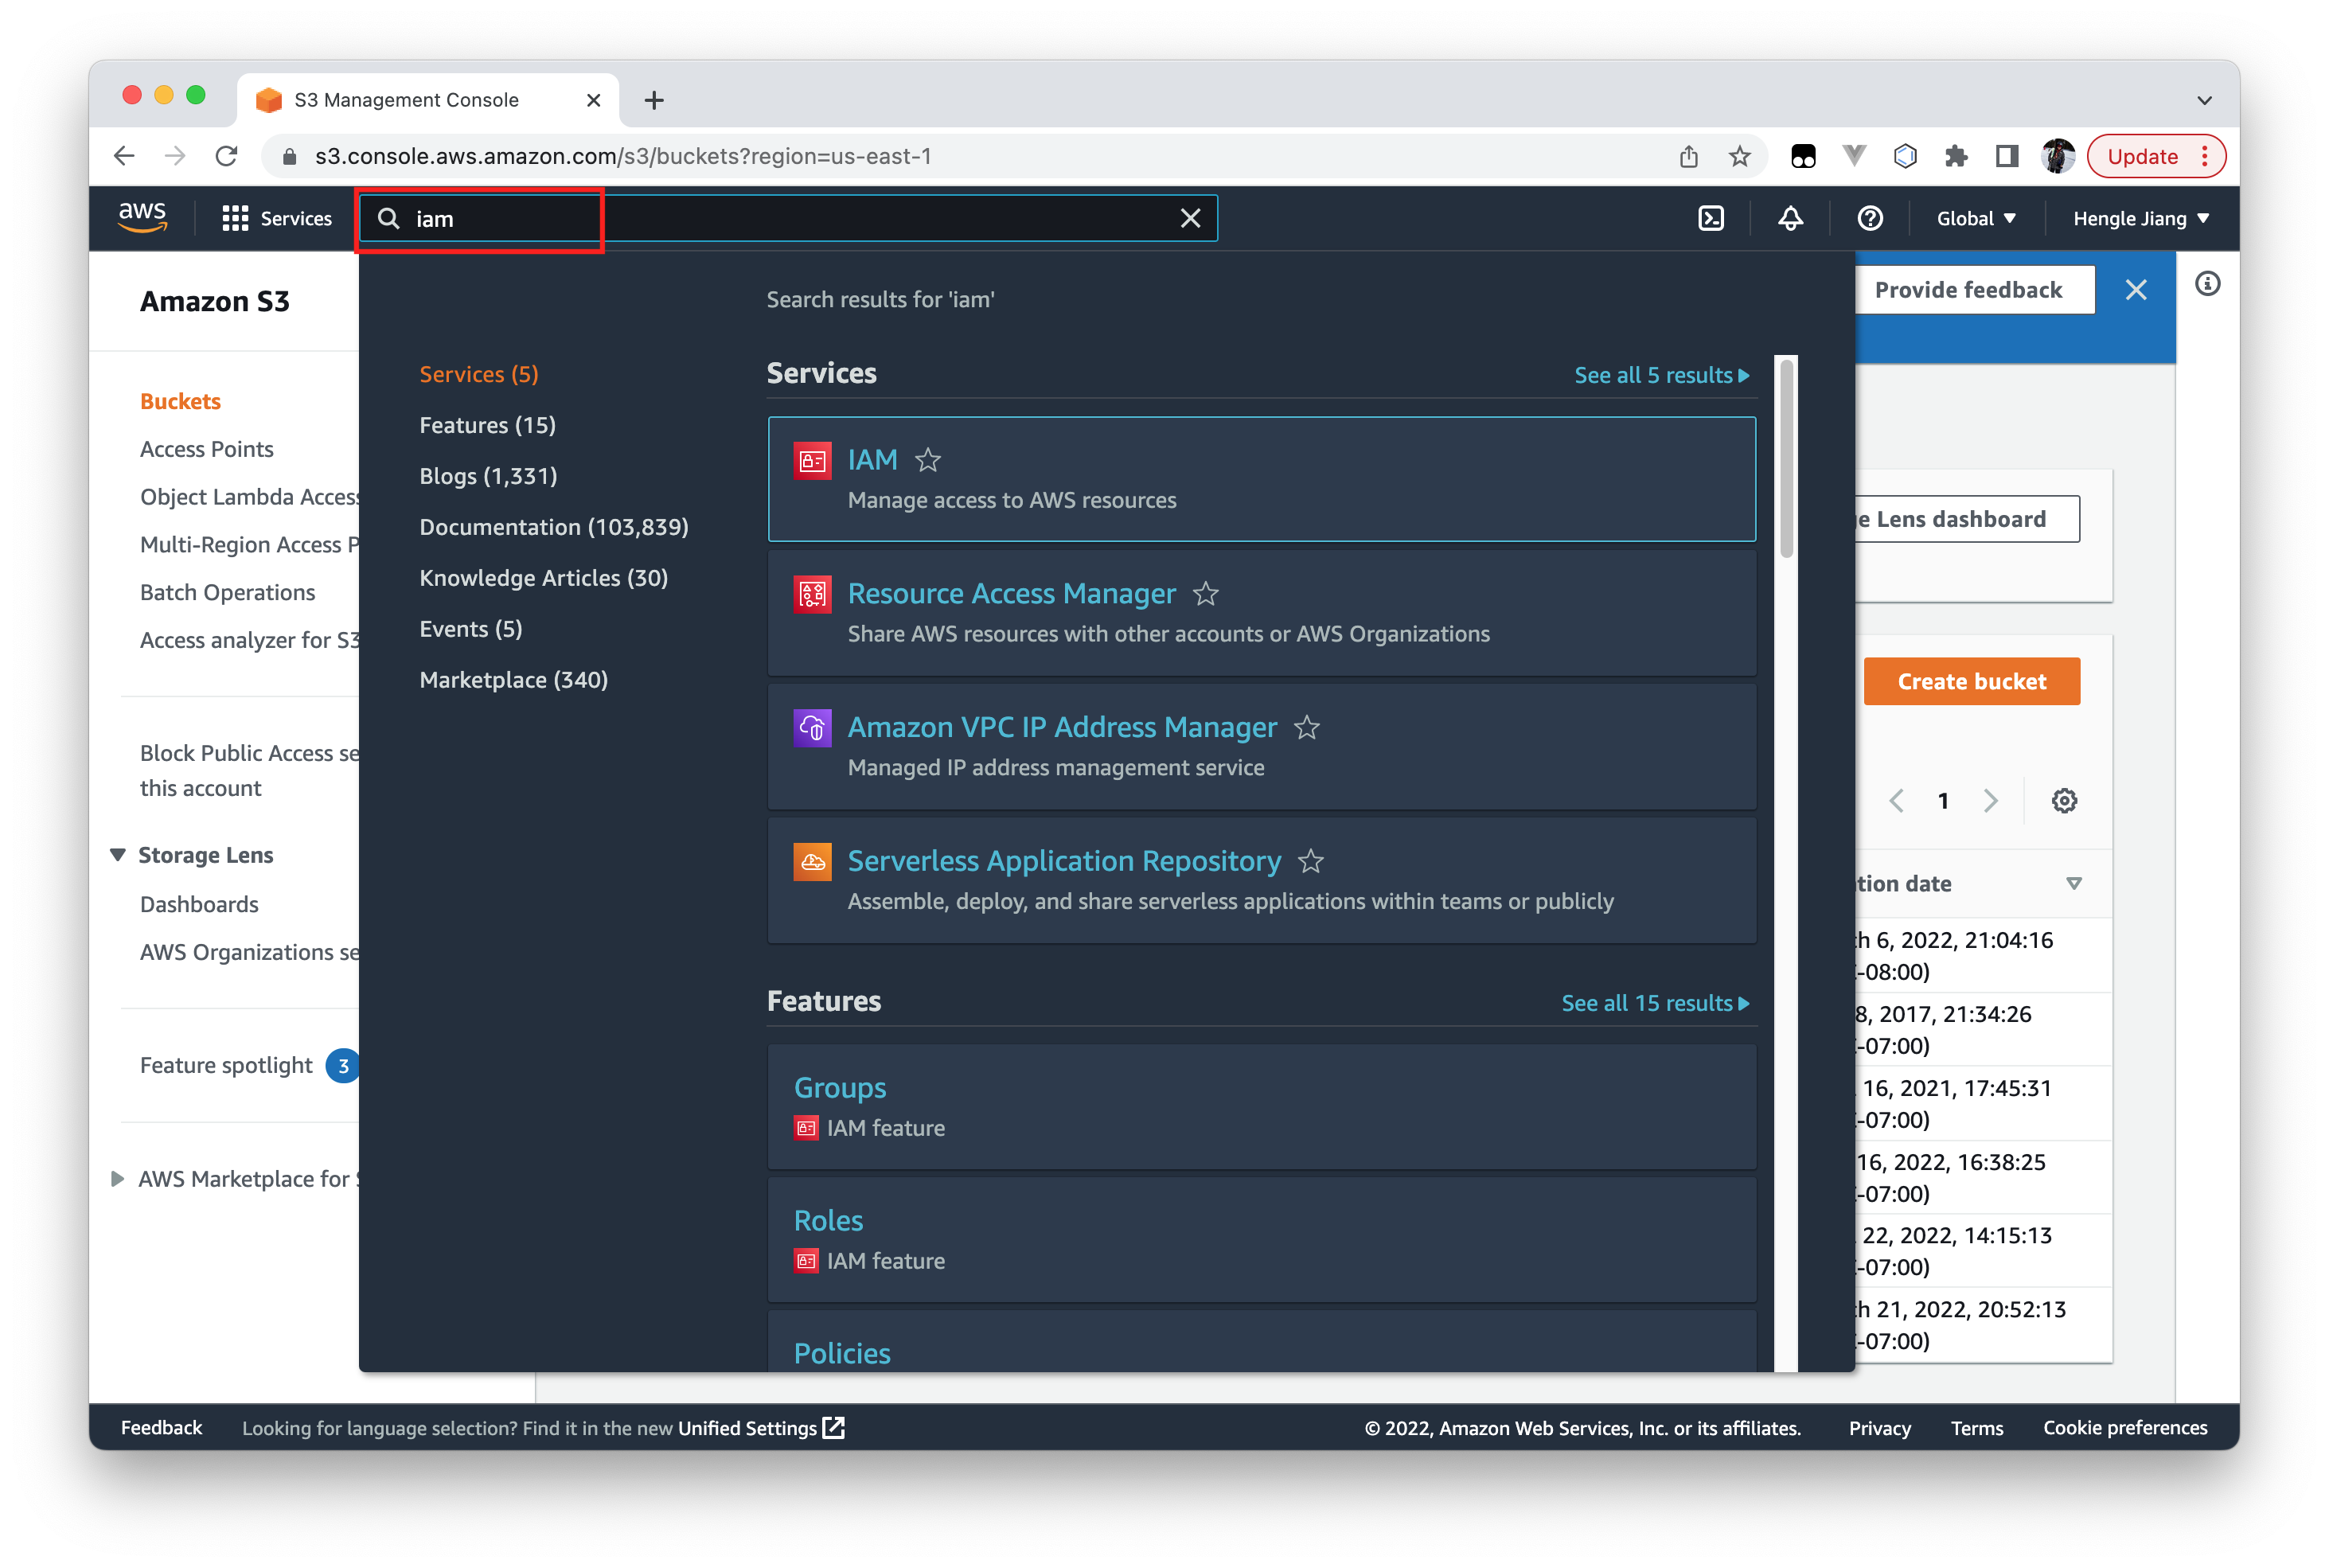 S3 Management Console
s3.console.aws.amazon.com/s3/buckets?region=us-east-1
Update
aws
Services
iam
Global
Hengle Jiang
Amazon S3
Buckets
Access Points
Object Lambda Access
Multi-Region Access P
Batch Operations
Access analyzer for S3
Block Public Access se
this account
Storage Lens
Dashboards
AWS Organizations se
Feature spotlight 3
AWS Marketplace for S
Search results for 'iam'
Services (5)
Features (15)
Blogs (1,331)
Documentation (103,839)
Knowledge Articles (30)
Events (5)
Marketplace (340)
Services
See all 5 results
IAM
Manage access to AWS resources
Resource Access Manager
Share AWS resources with other accounts or AWS Organizations
Amazon VPC IP Address Manager
Managed IP address management service
Serverless Application Repository
Assemble, deploy, and share serverless applications within teams or publicly
Features
See all 15 results
Groups
IAM feature
Roles
IAM feature
Policies
Provide feedback
e Lens dashboard
Create bucket
1
tion date
h 6, 2022, 21:04:16
-08:00)
8, 2017, 21:34:26
-07:00)
16, 2021, 17:45:31
-07:00)
16, 2022, 16:38:25
-07:00)
22, 2022, 14:15:13
-07:00)
h 21, 2022, 20:52:13
-07:00)
Feedback
Looking for language selection? Find it in the new Unified Settings
© 2022, Amazon Web Services, Inc. or its affiliates.
Privacy
Terms
Cookie preferences